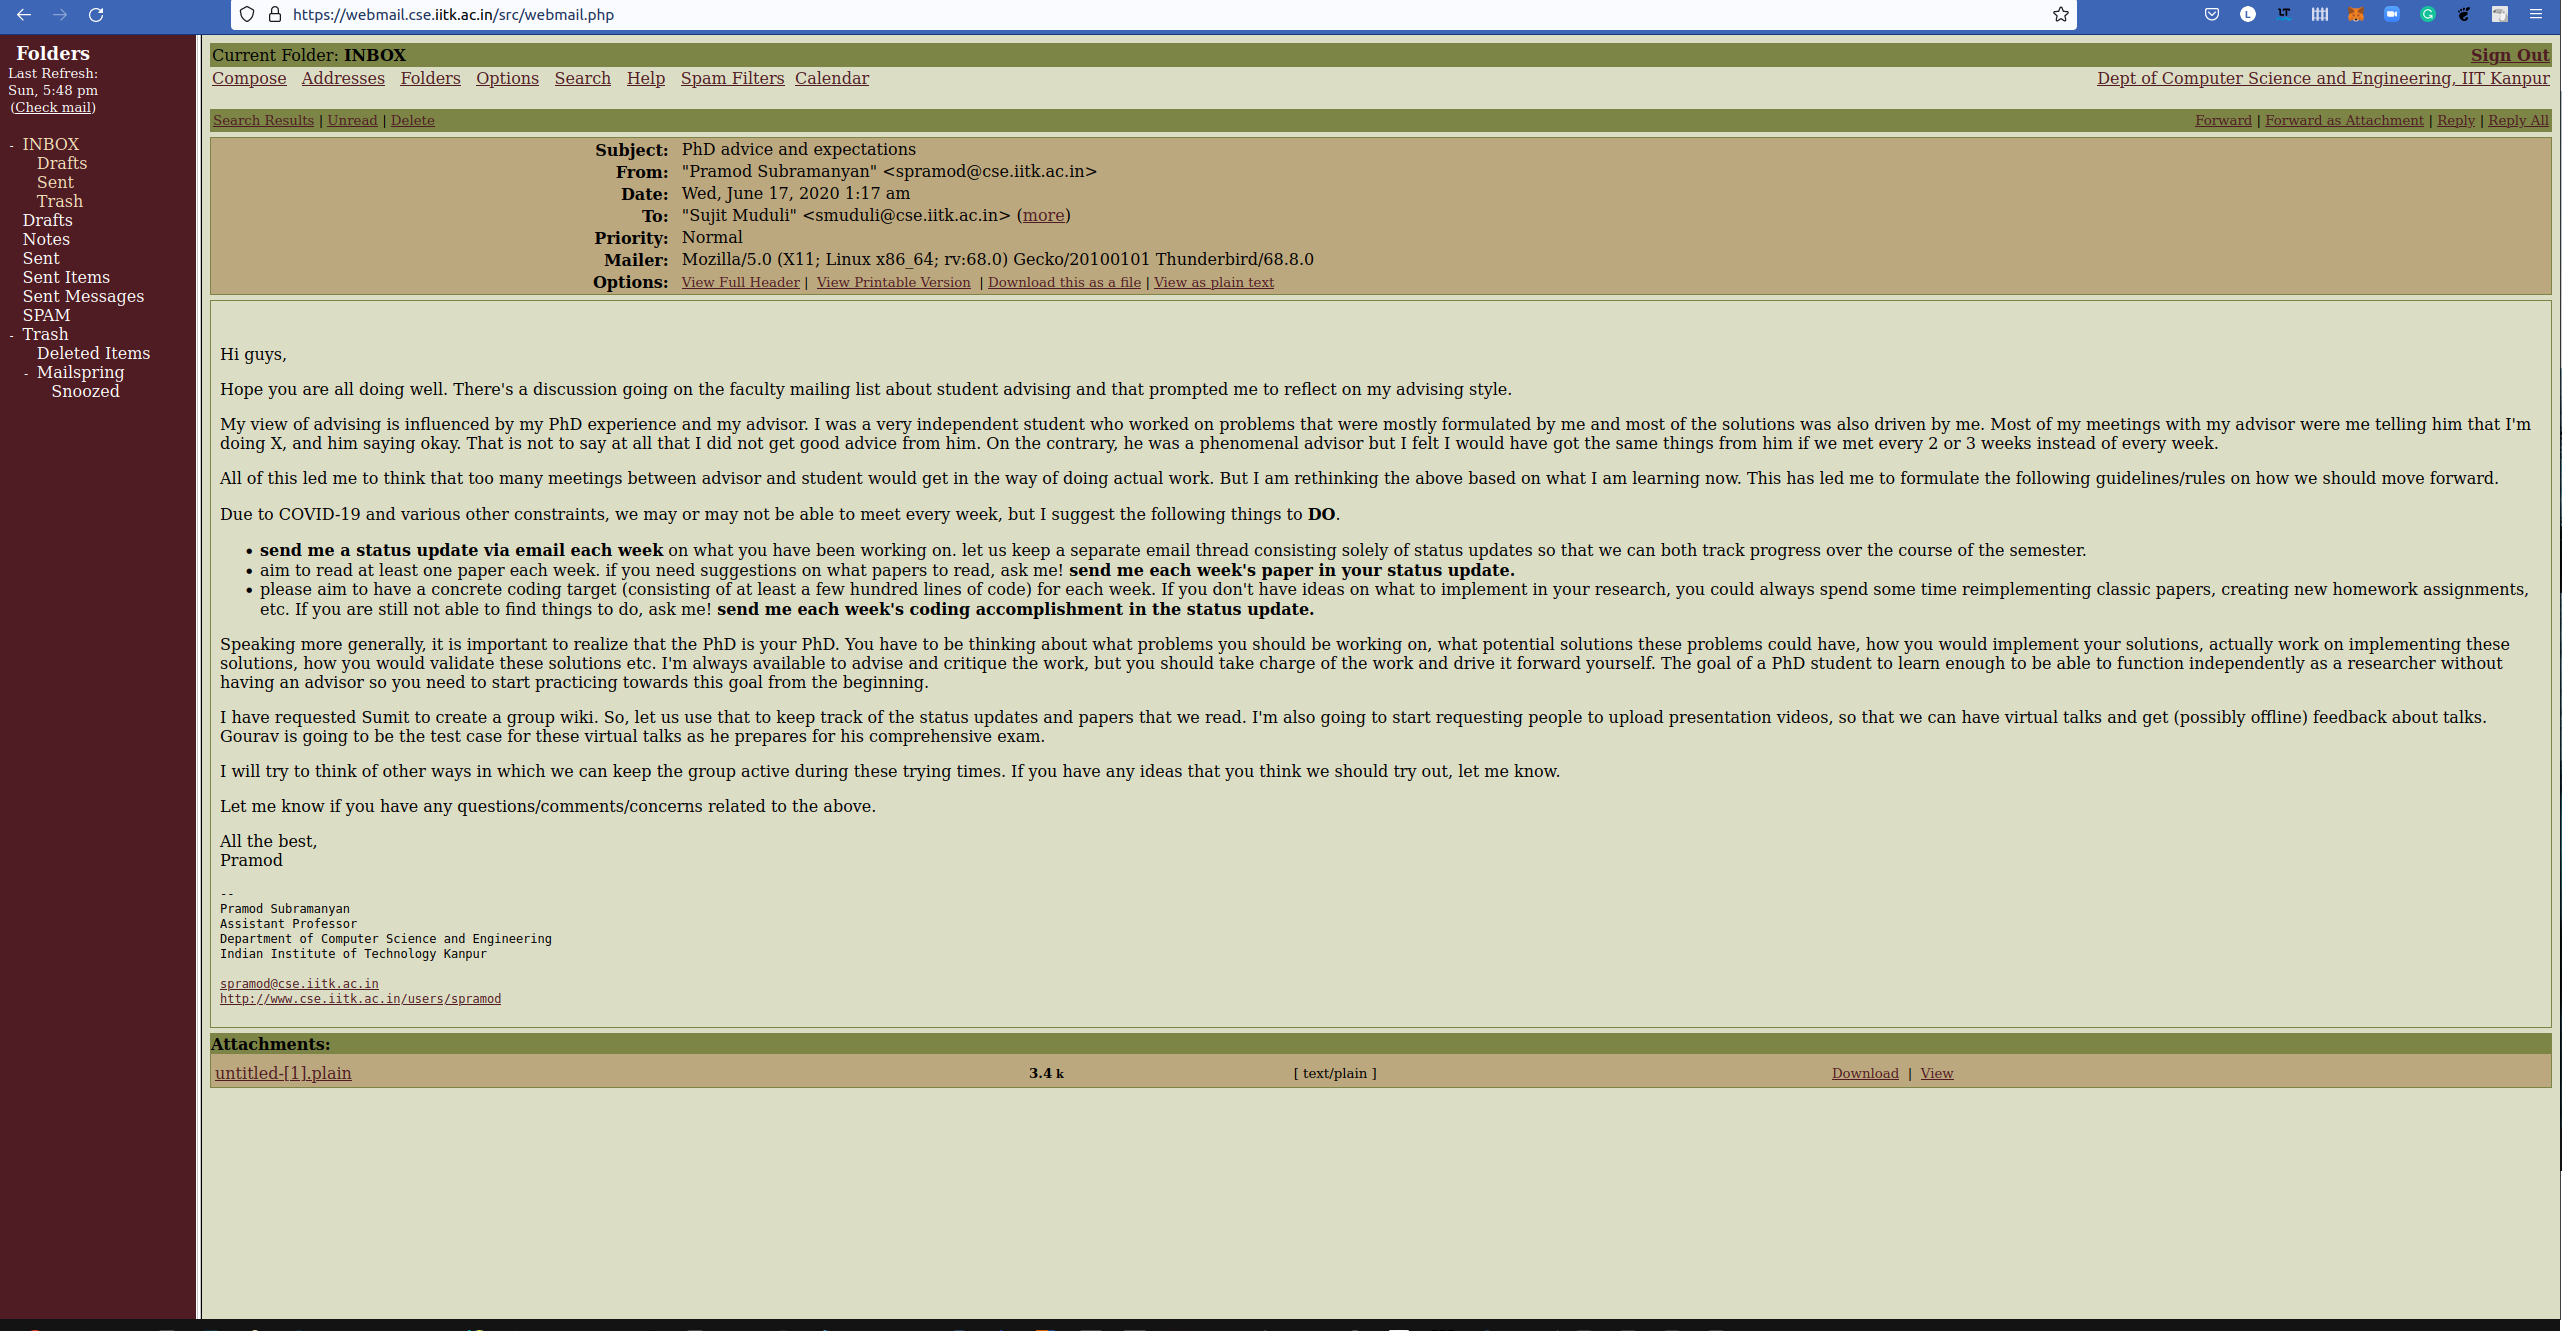 https://webmail.cse.iitk.ac.in/src/webmail.php
Folders
Last Refresh:
Sun, 5:48 pm
(Check mail)
- INBOX
Drafts
Sent
Trash
Drafts
Notes
Sent
Sent Items
Sent Messages
SPAM
- Trash
Deleted Items
- Mailspring
Snoozed
Current Folder: INBOX
Sign Out
Compose Addresses Folders Options Search Help Spam Filters Calendar
Dept of Computer Science and Engineering, IIT Kanpur
Search Results | Unread | Delete
Forward | Forward as Attachment | Reply | Reply All
Subject: PhD advice and expectations
From: "Pramod Subramanyan" <spramod@cse.iitk.ac.in>
Date: Wed, June 17, 2020 1:17 am
To: "Sujit Muduli" <smuduli@cse.iitk.ac.in> (more)
Priority: Normal
Mailer: Mozilla/5.0 (X11; Linux x86_64; rv:68.0) Gecko/20100101 Thunderbird/68.8.0
Options: View Full Header | View Printable Version | Download this as a file | View as plain text
Hi guys,
Hope you are all doing well. There's a discussion going on the faculty mailing list about student advising and that prompted me to reflect on my advising style.
My view of advising is influenced by my PhD experience and my advisor. I was a very independent student who worked on problems that were mostly formulated by me and most of the solutions was also driven by me. Most of my meetings with my advisor were me telling him that I'm
doing X, and him saying okay. That is not to say at all that I did not get good advice from him. On the contrary, he was a phenomenal advisor but I felt I would have got the same things from him if we met every 2 or 3 weeks instead of every week.
All of this led me to think that too many meetings between advisor and student would get in the way of doing actual work. But I am rethinking the above based on what I am learning now. This has led me to formulate the following guidelines/rules on how we should move forward.
Due to COVID-19 and various other constraints, we may or may not be able to meet every week, but I suggest the following things to DO.
• send me a status update via email each week on what you have been working on. let us keep a separate email thread consisting solely of status updates so that we can both track progress over the course of the semester.
• aim to read at least one paper each week. if you need suggestions on what papers to read, ask me! send me each week's paper in your status update.
• please aim to have a concrete coding target (consisting of at least a few hundred lines of code) for each week. If you don't have ideas on what to implement in your research, you could always spend some time reimplementing classic papers, creating new homework assignments,
etc. If you are still not able to find things to do, ask me! send me each week's coding accomplishment in the status update.
Speaking more generally, it is important to realize that the PhD is your PhD. You have to be thinking about what problems you should be working on, what potential solutions these problems could have, how you would implement your solutions, actually work on implementing these
solutions, how you would validate these solutions etc. I'm always available to advise and critique the work, but you should take charge of the work and drive it forward yourself. The goal of a PhD student to learn enough to be able to function independently as a researcher without
having an advisor so you need to start practicing towards this goal from the beginning.
I have requested Sumit to create a group wiki. So, let us use that to keep track of the status updates and papers that we read. I'm also going to start requesting people to upload presentation videos, so that we can have virtual talks and get (possibly offline) feedback about talks.
Gourav is going to be the test case for these virtual talks as he prepares for his comprehensive exam.
I will try to think of other ways in which we can keep the group active during these trying times. If you have any ideas that you think we should try out, let me know.
Let me know if you have any questions/comments/concerns related to the above.
All the best,
Pramod
--
Pramod Subramanyan
Assistant Professor
Department of Computer Science and Engineering
Indian Institute of Technology Kanpur
spramod@cse.iitk.ac.in
http://www.cse.iitk.ac.in/users/spramod
Attachments:
untitled-[1].plain 3.4 k [ text/plain ] Download | View